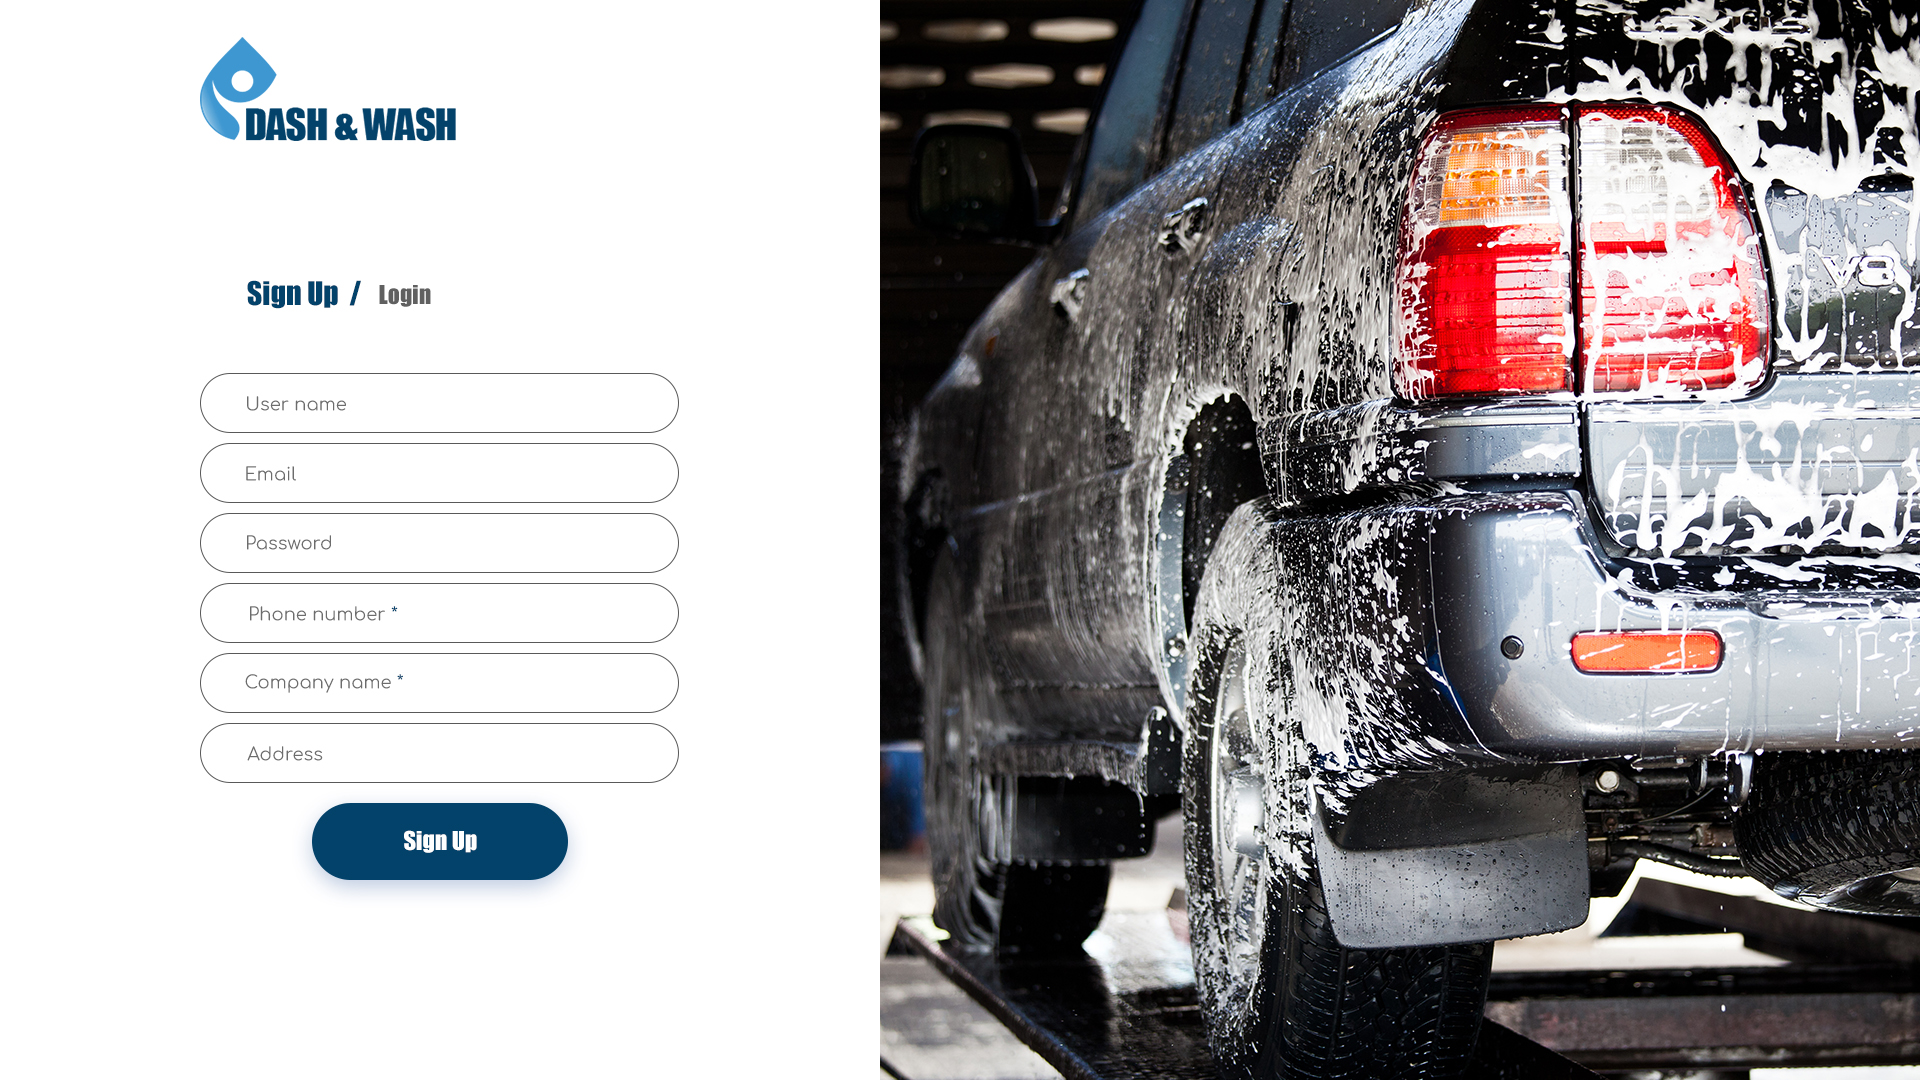 DASH & WASH
Sign Up / Login
User name
Email
Password
Phone number *
Company name *
Address
Sign Up
V8